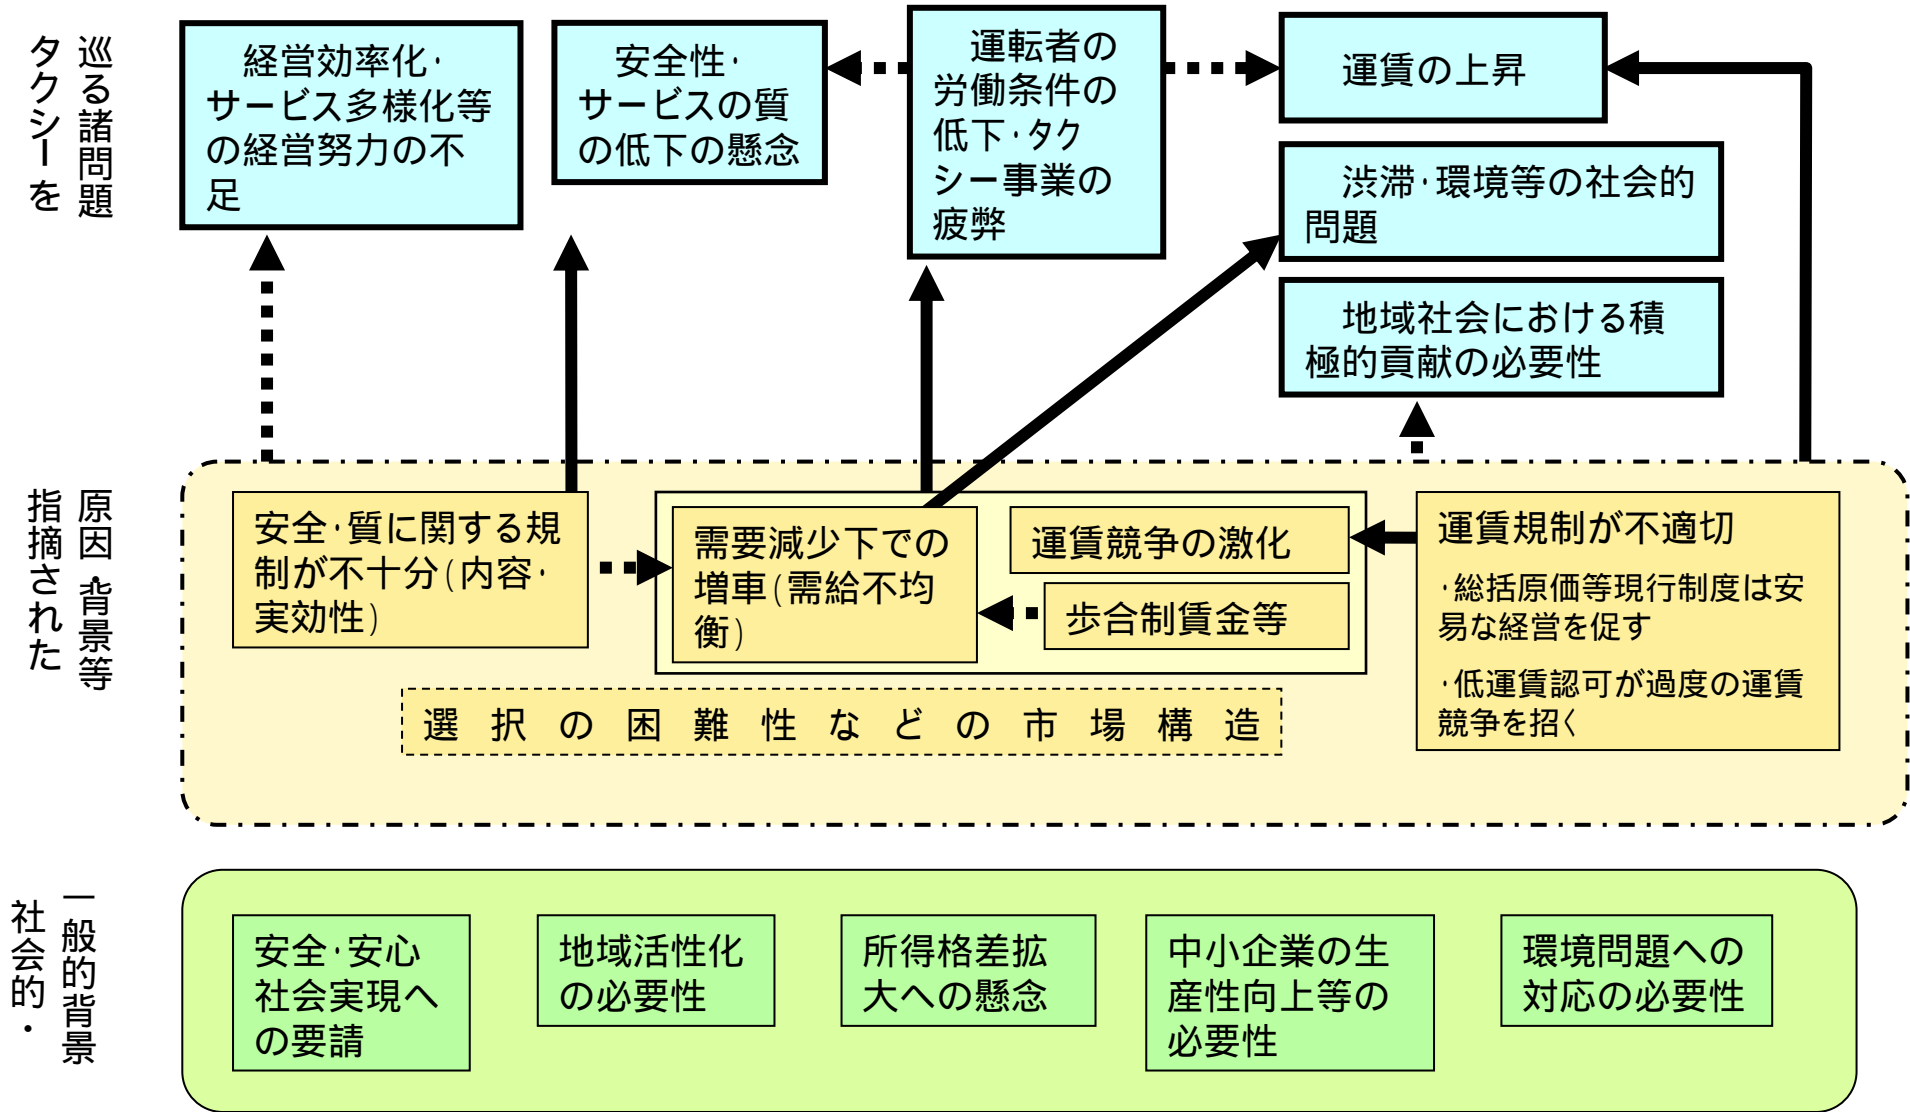 タクシーを
巡る諸問題
経営効率化・
サービス多様化等
の経営努力の不
足
安全性・
サービスの質
の低下の懸念
運転者の
労働条件の
低下・タク
シー事業の
疲弊
運賃の上昇
渋滞・環境等の社会的
問題
地域社会における積
極的貢献の必要性
指摘された
原因・背景等
安全・質に関する規
制が不十分(内容・
実効性)
需要減少下での
増車(需給不均
衡)
運賃競争の激化
歩合制賃金等
運賃規制が不適切
・総括原価等現行制度は安
易な経営を促す
・低運賃認可が過度の運賃
競争を招く
選択の困難性などの市場構造
社会的・
一般的背景
安全・安心
社会実現へ
の要請
地域活性化
の必要性
所得格差拡
大への懸念
中小企業の生
産性向上等の
必要性
環境問題への
対応の必要性